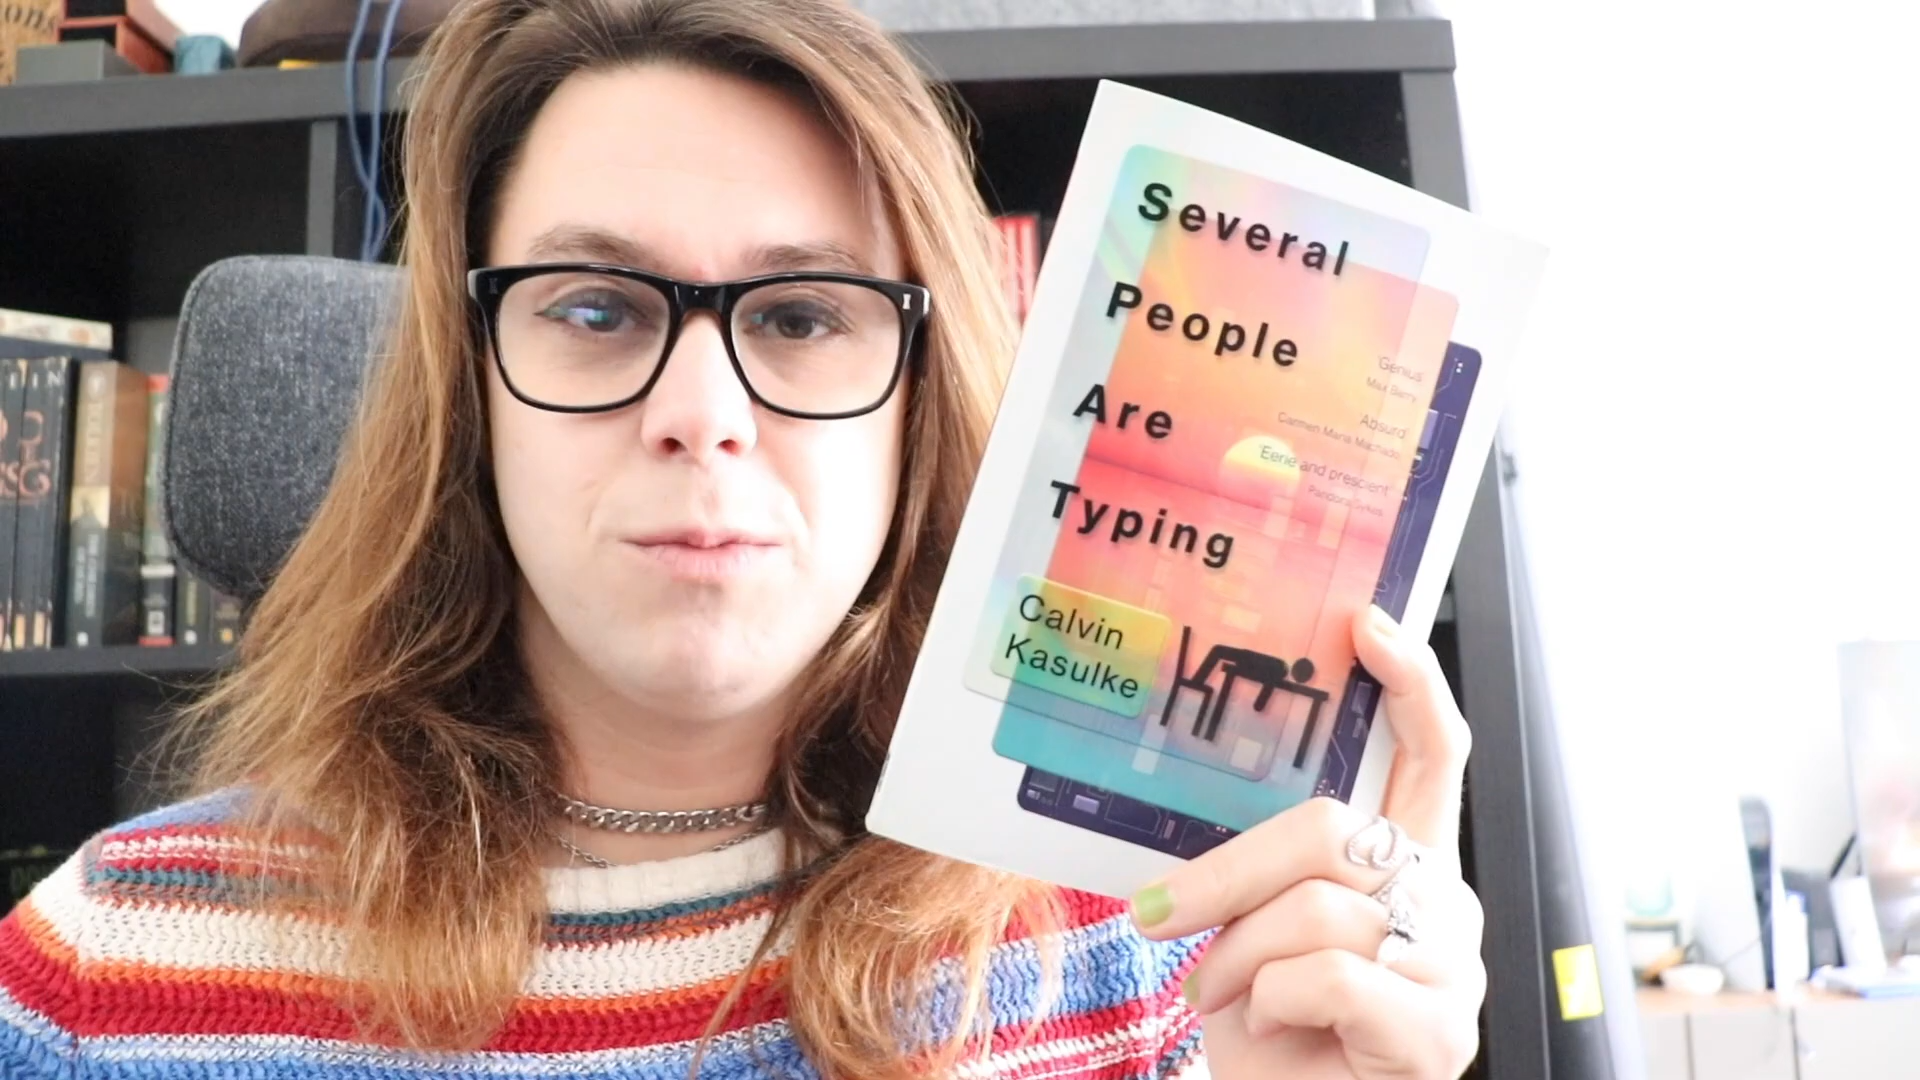 Several
People
Are
Typing
'Genius'
Max Barry
'Absurd'
Carmen Maria Machado
'Eerie and prescient'
Pandora Sykes
Calvin
Kasulke